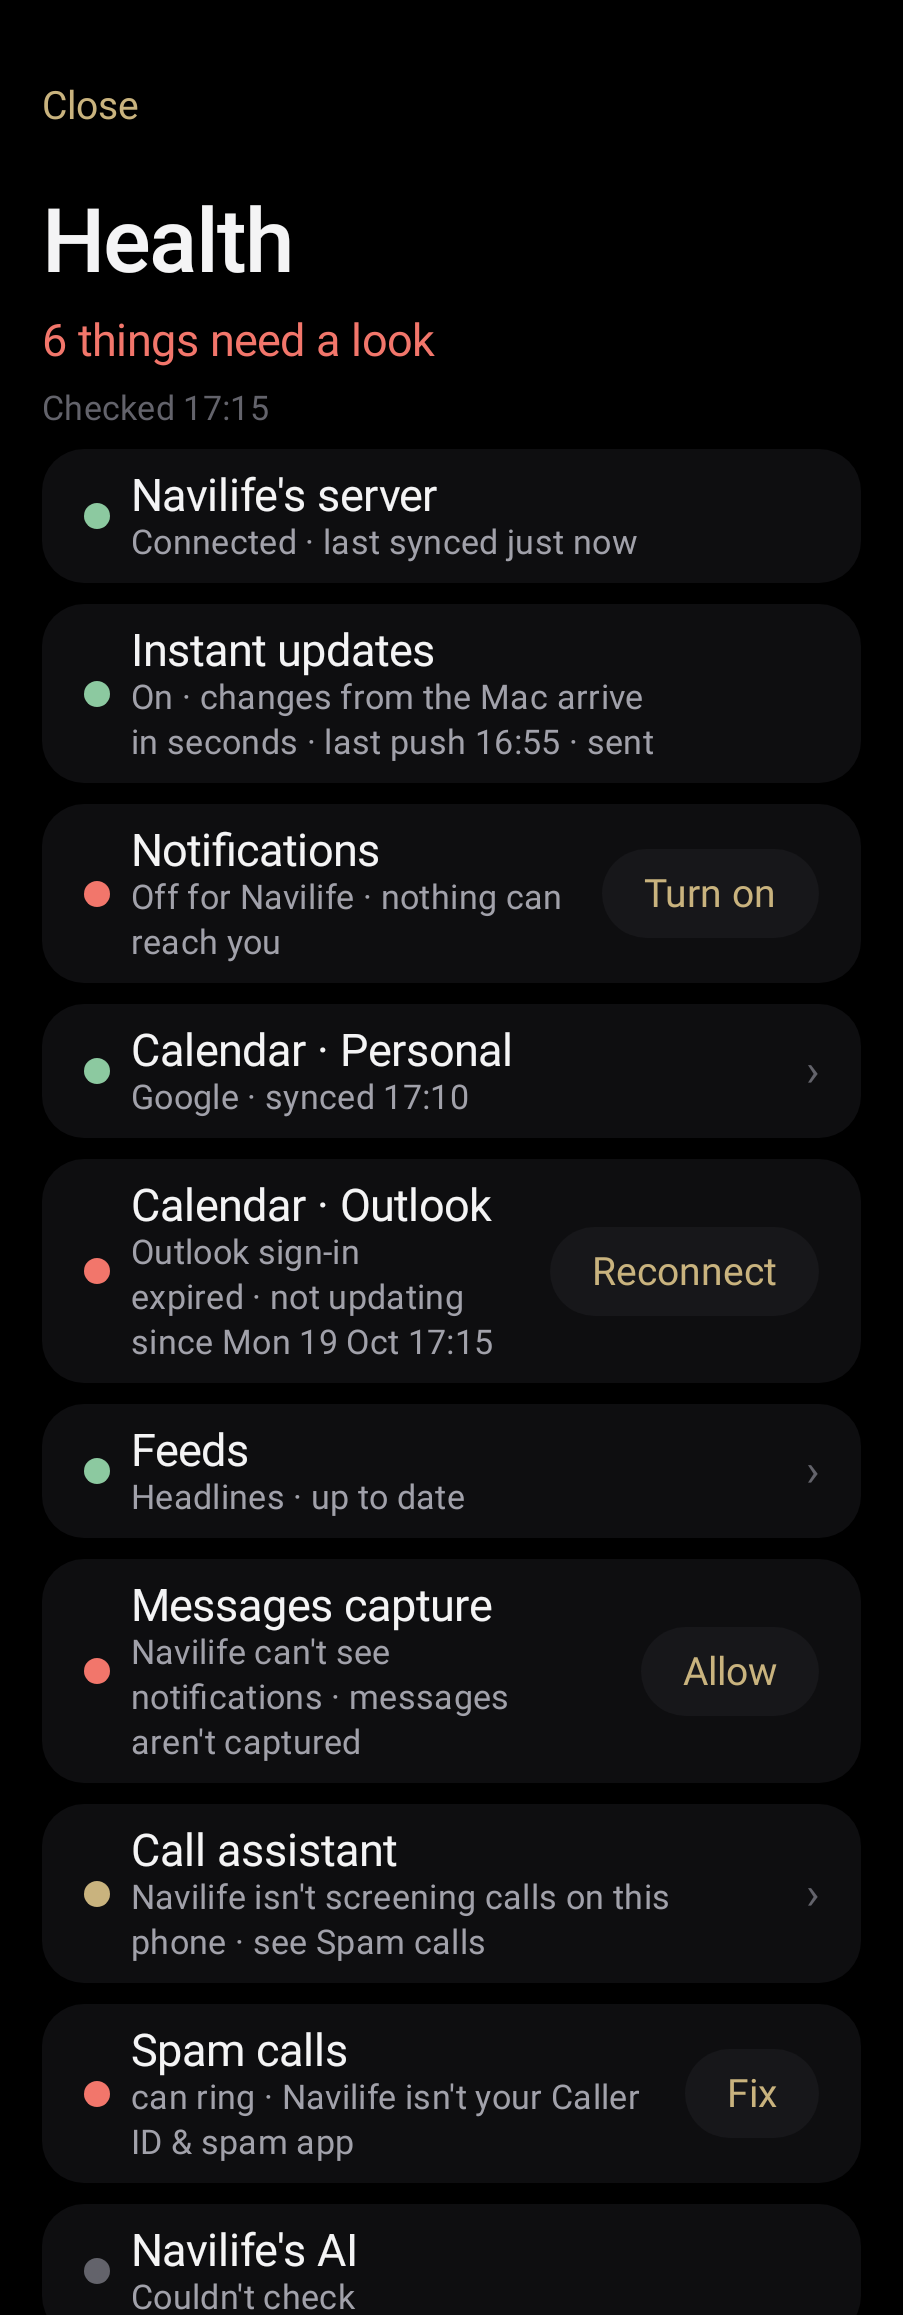 Close
Health
6 things need a look
Checked 17:15
Navilife's server
Connected · last synced just now
Instant updates
On · changes from the Mac arrive
in seconds · last push 16:55 · sent
Notifications
Off for Navilife · nothing can
reach you
Turn on
Calendar · Personal
Google · synced 17:10
›
Calendar · Outlook
Outlook sign-in
expired · not updating
since Mon 19 Oct 17:15
Reconnect
Feeds
Headlines · up to date
›
Messages capture
Navilife can't see
notifications · messages
aren't captured
Allow
Call assistant
Navilife isn't screening calls on this
phone · see Spam calls
›
Spam calls
can ring · Navilife isn't your Caller
ID & spam app
Fix
Navilife's AI
Couldn't check